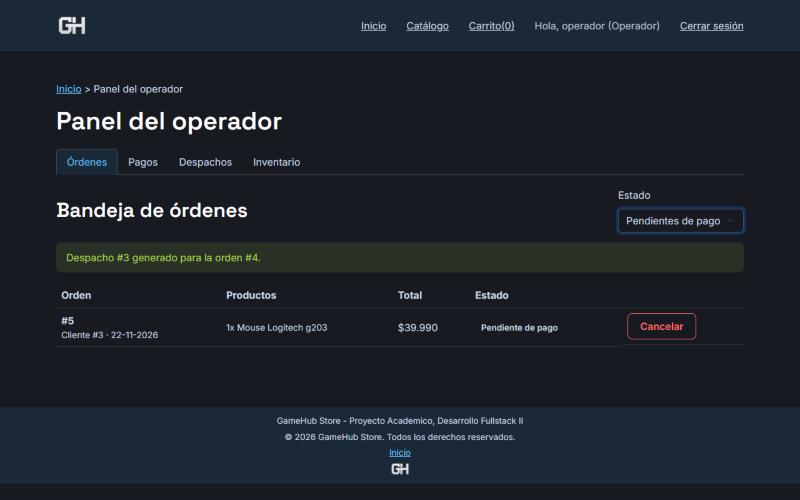 GH
Inicio Catálogo Carrito(0) Hola, operador (Operador) Cerrar sesión
Inicio > Panel del operador
Panel del operador
Órdenes Pagos Despachos Inventario
Estado
Bandeja de órdenes
Pendientes de pago
Despacho #3 generado para la orden #4.
Orden Productos Total Estado
#5
Cliente #3 · 22-11-2026
1x Mouse Logitech g203
$39.990
Pendiente de pago
Cancelar
GameHub Store - Proyecto Academico, Desarrollo Fullstack II
© 2026 GameHub Store. Todos los derechos reservados.
Inicio
GH